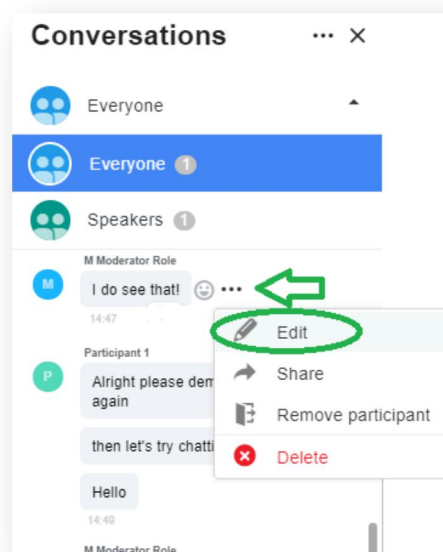 Conversations
Everyone
Everyone 1
Speakers 1
M Moderator Role
M
I do see that!
14:47
Edit
Participant 1
P
Alright please dem
again
Share
Remove participant
then let's try chatti
Delete
Hello
14:49
M Moderator Role